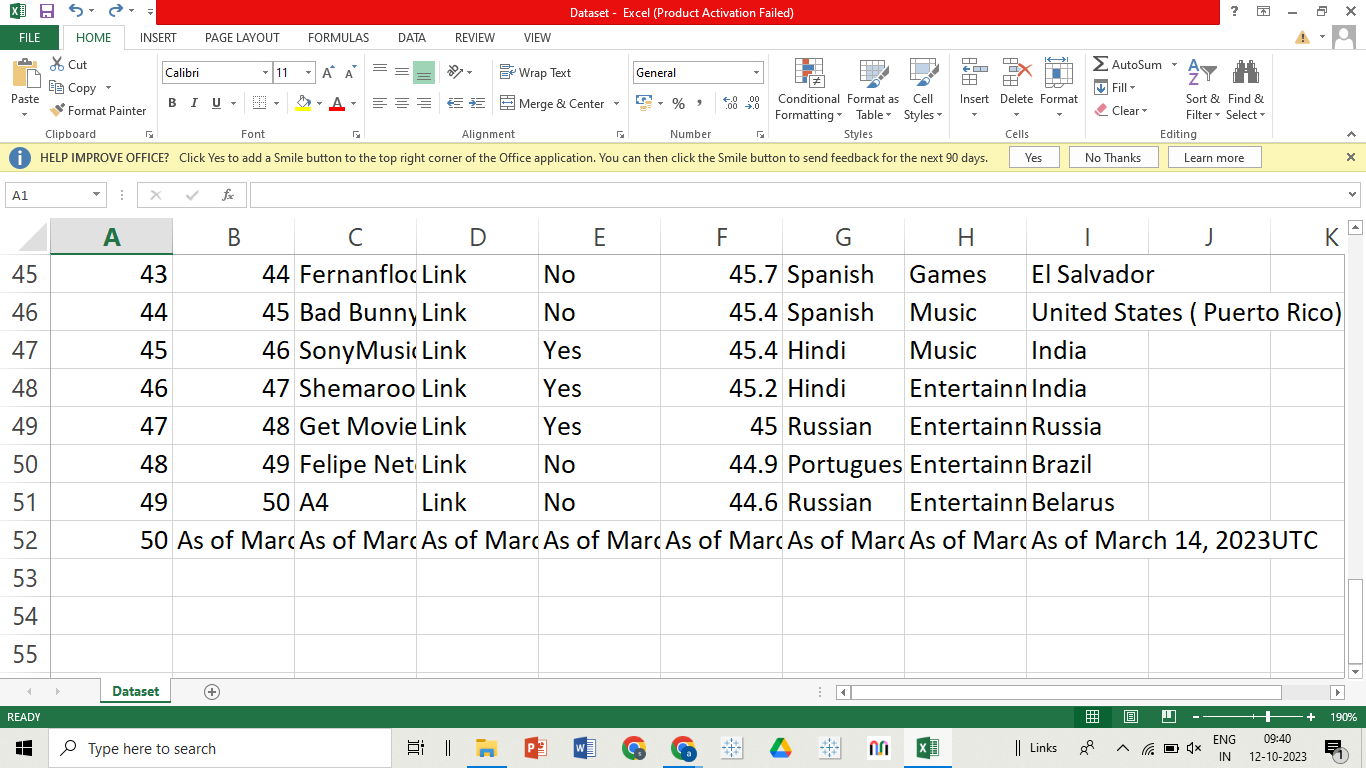 Dataset - Excel (Product Activation Failed)
FILE HOME INSERT PAGE LAYOUT FORMULAS DATA REVIEW VIEW
Cut
Copy
Format Painter
Paste
Calibri 11
B I U
Wrap Text
Merge & Center
General
Conditional Formatting
Format as Table
Cell Styles
Insert Delete Format
AutoSum
Fill
Clear
Sort & Filter
Find & Select
Clipboard Font Alignment Number Styles Cells Editing
HELP IMPROVE OFFICE? Click Yes to add a Smile button to the top right corner of the Office application. You can then click the Smile button to send feedback for the next 90 days. Yes No Thanks Learn more
A1 fx
A B C D E F G H I J K
45 43 44 Fernanfloo Link No 45.7 Spanish Games El Salvador
46 44 45 Bad Bunny Link No 45.4 Spanish Music United States ( Puerto Rico)
47 45 46 SonyMusic Link Yes 45.4 Hindi Music India
48 46 47 Shemaroo Link Yes 45.2 Hindi Entertainn India
49 47 48 Get Movie Link Yes 45 Russian Entertainn Russia
50 48 49 Felipe Net Link No 44.9 Portugues Entertainn Brazil
51 49 50 A4 Link No 44.6 Russian Entertainn Belarus
52 50 As of Marc As of Marc As of Marc As of Marc As of Marc As of Marc As of Marc As of March 14, 2023UTC
53
54
55
Dataset
READY 190%
Type here to search
Links
ENG
IN
09:40
12-10-2023
1